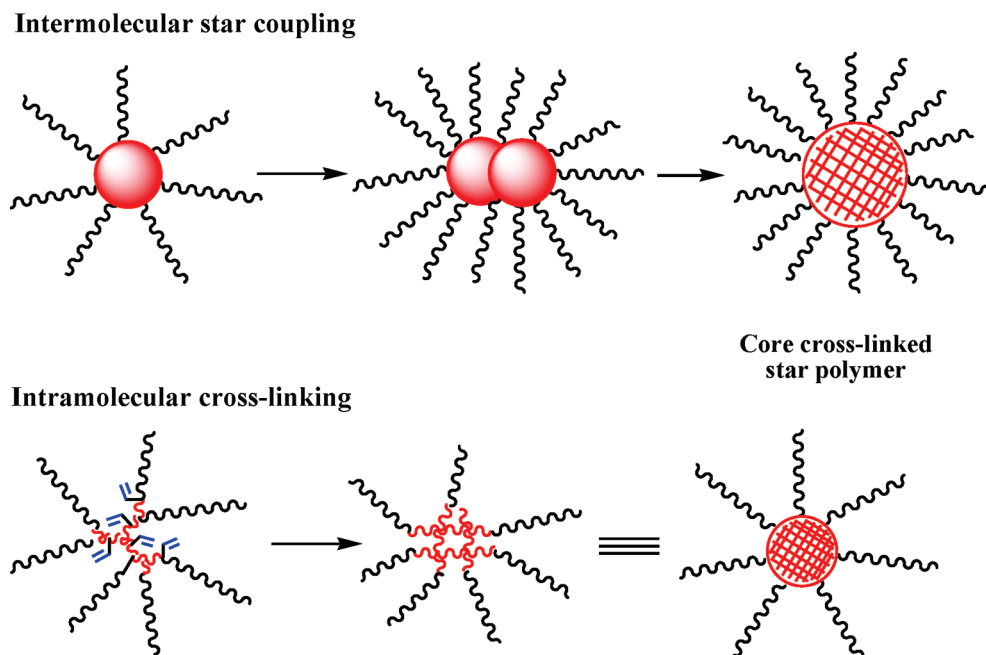 Intermolecular star coupling
Core cross-linked
star polymer
Intramolecular cross-linking